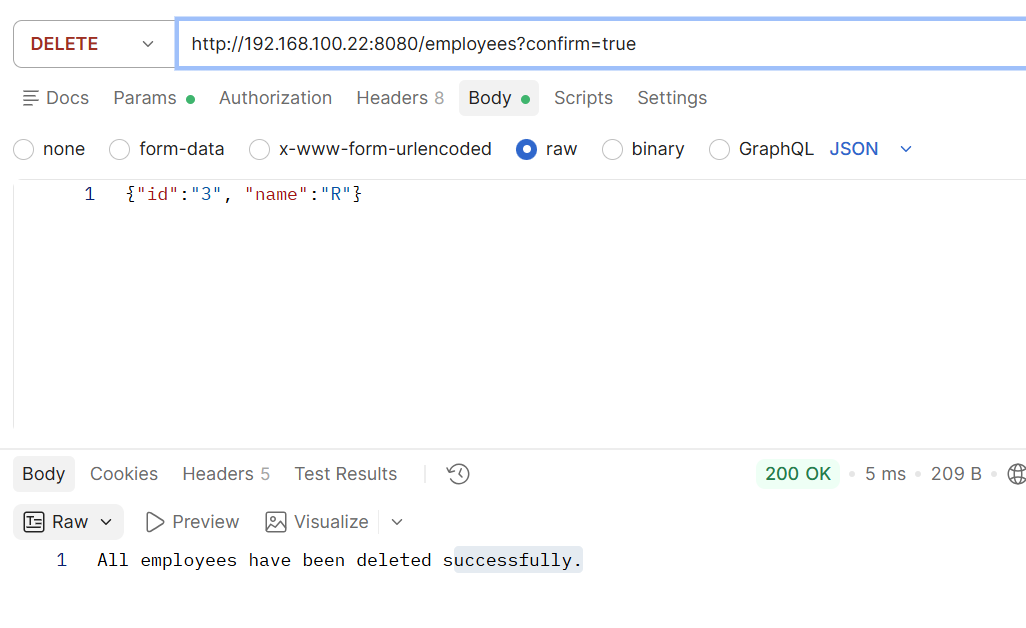 DELETE http://192.168.100.22:8080/employees?confirm=true
Docs Params Authorization Headers 8 Body Scripts Settings
none form-data x-www-form-urlencoded raw binary GraphQL JSON
1 {"id":"3", "name":"R"}
Body Cookies Headers 5 Test Results 200 OK 5 ms 209 B
Raw Preview Visualize
1 All employees have been deleted successfully.